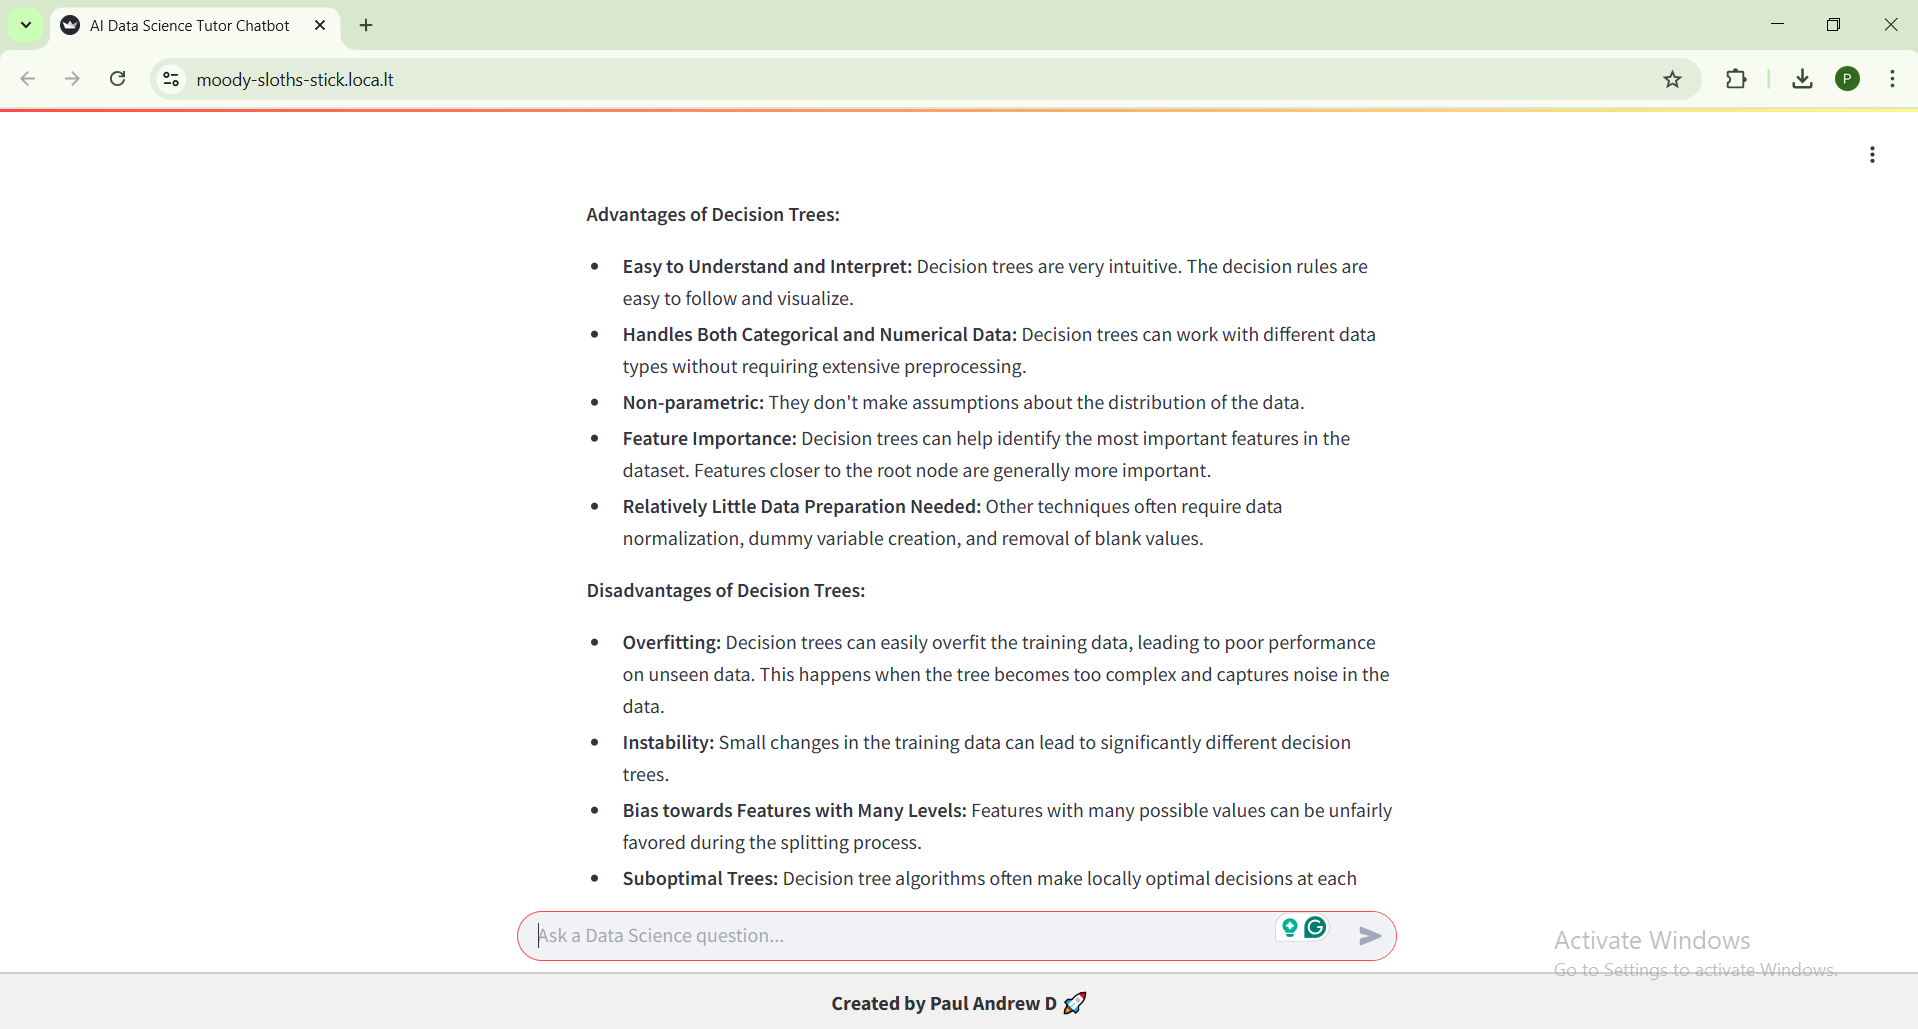 AI Data Science Tutor Chatbot
moody-sloths-stick.loca.lt
P
Advantages of Decision Trees:
Easy to Understand and Interpret: Decision trees are very intuitive. The decision rules are
easy to follow and visualize.
Handles Both Categorical and Numerical Data: Decision trees can work with different data
types without requiring extensive preprocessing.
Non-parametric: They don't make assumptions about the distribution of the data.
Feature Importance: Decision trees can help identify the most important features in the
dataset. Features closer to the root node are generally more important.
Relatively Little Data Preparation Needed: Other techniques often require data
normalization, dummy variable creation, and removal of blank values.
Disadvantages of Decision Trees:
Overfitting: Decision trees can easily overfit the training data, leading to poor performance
on unseen data. This happens when the tree becomes too complex and captures noise in the
data.
Instability: Small changes in the training data can lead to significantly different decision
trees.
Bias towards Features with Many Levels: Features with many possible values can be unfairly
favored during the splitting process.
Suboptimal Trees: Decision tree algorithms often make locally optimal decisions at each
Ask a Data Science question...
Activate Windows
Go to Settings to activate Windows.
Created by Paul Andrew D 🚀